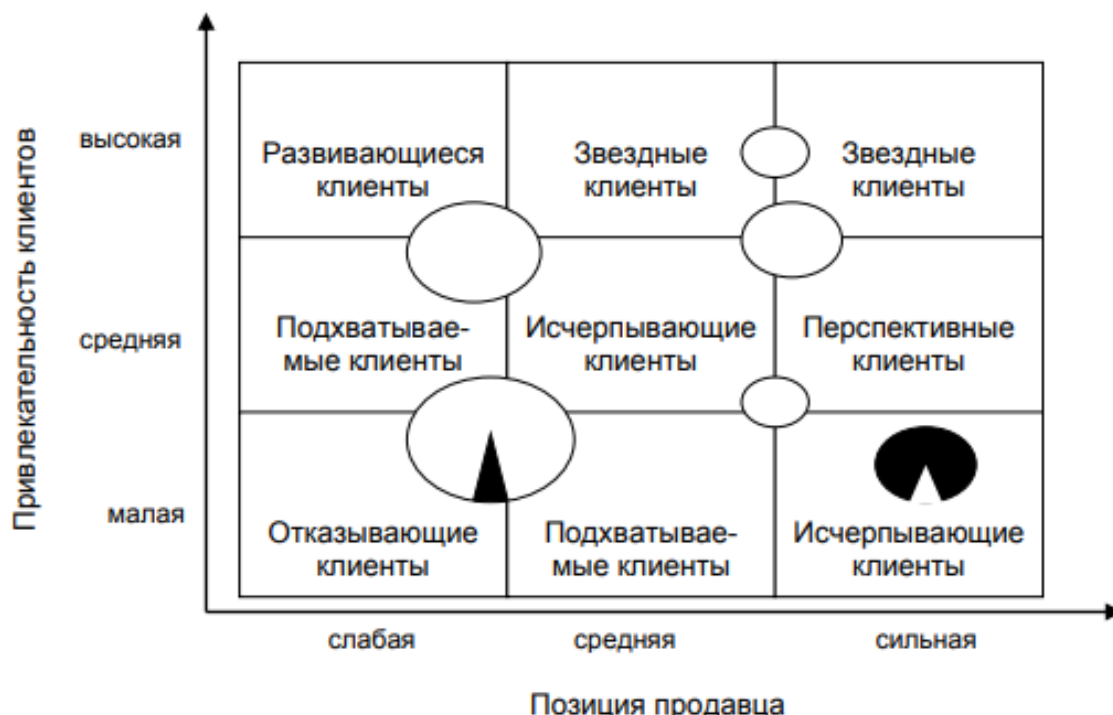 Привлекательность клиентов
высокая
Развивающиеся
клиенты
Звездные
клиенты
Звездные
клиенты
средняя
Подхватывае-
мые клиенты
Исчерпывающие
клиенты
Перспективные
клиенты
малая
Отказывающие
клиенты
Подхватывае-
мые клиенты
Исчерпывающие
клиенты
слабая
средняя
сильная
Позиция продавца